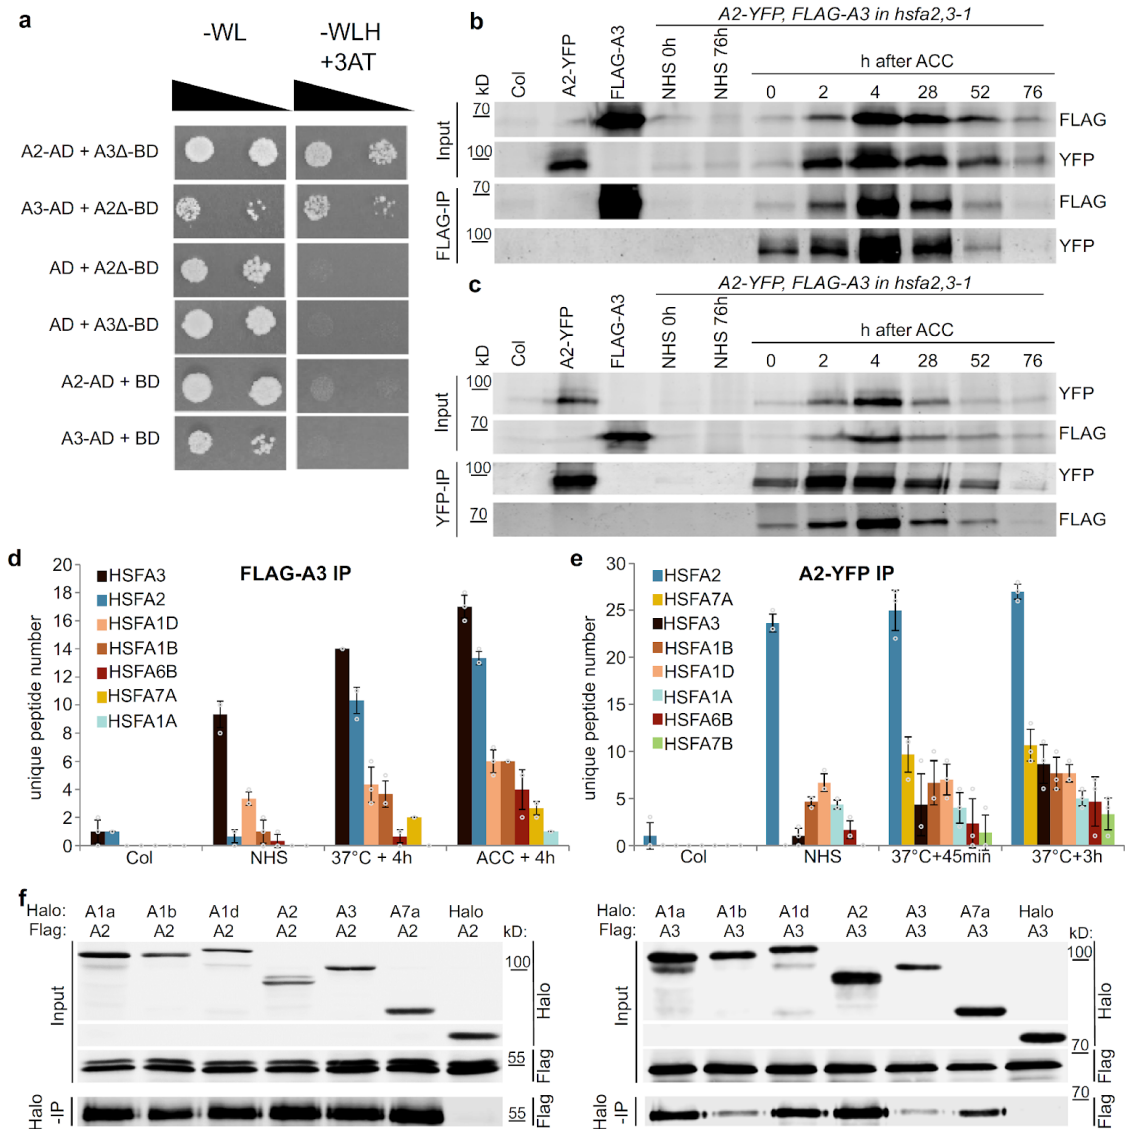 a
-WL
-WLH
+3AT
A2-AD + A3Δ-BD
A3-AD + A2Δ-BD
AD + A2Δ-BD
AD + A3Δ-BD
A2-AD + BD
A3-AD + BD
b
A2-YFP, FLAG-A3 in hsfa2,3-1
kD
Col
A2-YFP
FLAG-A3
NHS 0h
NHS 76h
h after ACC
0 2 4 28 52 76
Input
70
FLAG
100
YFP
FLAG-IP
70
FLAG
100
YFP
c
A2-YFP, FLAG-A3 in hsfa2,3-1
kD
Col
A2-YFP
FLAG-A3
NHS 0h
NHS 76h
h after ACC
0 2 4 28 52 76
Input
100
YFP
70
FLAG
YFP-IP
100
YFP
70
FLAG
d
FLAG-A3 IP
unique peptide number
20
18
16
14
12
10
8
6
4
2
0
HSFA3
HSFA2
HSFA1D
HSFA1B
HSFA6B
HSFA7A
HSFA1A
Col NHS 37°C + 4h ACC + 4h
e
A2-YFP IP
unique peptide number
30
25
20
15
10
5
0
HSFA2
HSFA7A
HSFA3
HSFA1B
HSFA1D
HSFA1A
HSFA6B
HSFA7B
Col NHS 37°C+45min 37°C+3h
f
Halo: A1a A1b A1d A2 A3 A7a Halo
Flag: A2 A2 A2 A2 A2 A2 A2 kD:
Input
100
Halo
55
Flag
Halo
-IP
55
Flag
Halo: A1a A1b A1d A2 A3 A7a Halo
Flag: A3 A3 A3 A3 A3 A3 A3 kD:
Input
100
Halo
70
55
Flag
Halo
-IP
70
Flag